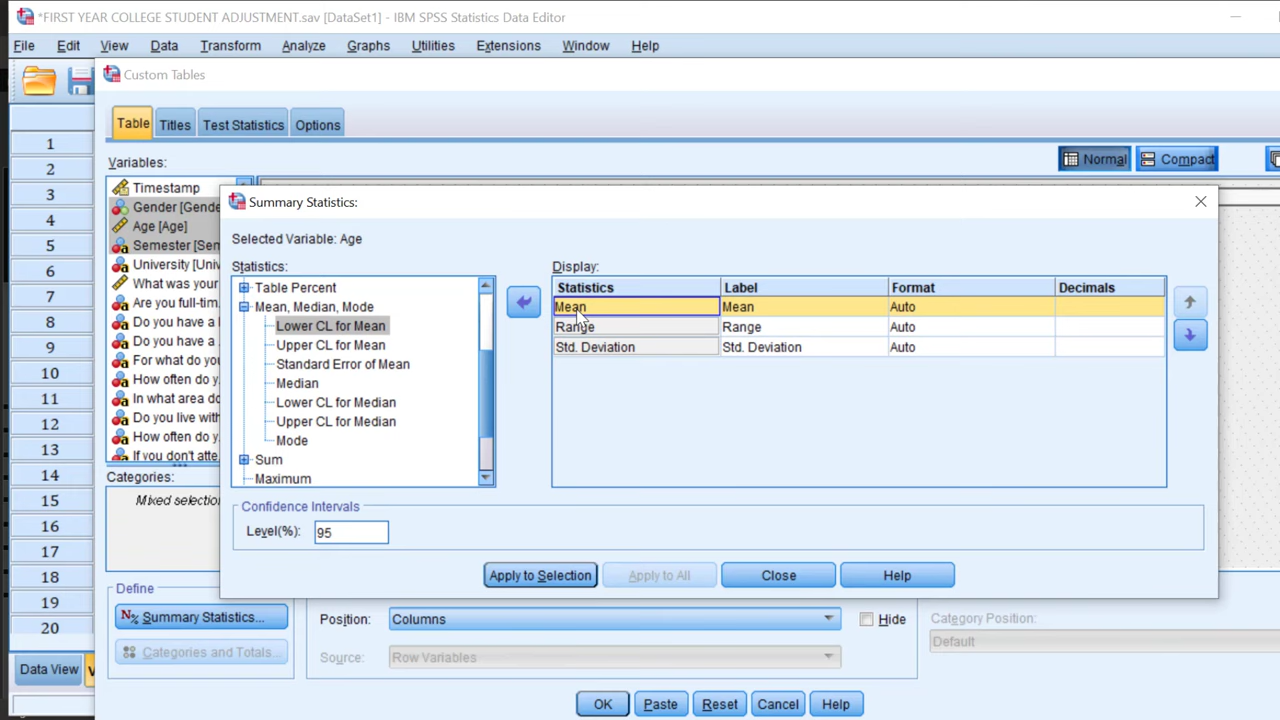 *FIRST YEAR COLLEGE STUDENT ADJUSTMENT.sav [DataSet1] - IBM SPSS Statistics Data Editor
File Edit View Data Transform Analyze Graphs Utilities Extensions Window Help
Custom Tables
Table Titles Test Statistics Options
Variables:
Normal Compact
Timestamp
Gender [Gende
Age [Age]
Semester [Sem
University [Univ
What was your
Are you full-tim.
Do you have a
Do you have a
For what do you
How often do y.
In what area do
Do you live with
How often do y.
If you don't atte.
Categories:
Mixed selection
1
2
3
4
5
6
7
8
9
10
11
12
13
14
15
16
17
18
19
20
Summary Statistics:
Selected Variable: Age
Statistics:
Table Percent
Mean, Median, Mode
Lower CL for Mean
Upper CL for Mean
Standard Error of Mean
Median
Lower CL for Median
Upper CL for Median
Mode
Sum
Maximum
Display:
Statistics Label Format Decimals
Mean Mean Auto
Range Range Auto
Std. Deviation Std. Deviation Auto
Confidence Intervals
Level(%): 95
Apply to Selection Apply to All Close Help
Define
N% Summary Statistics...
Categories and Totals...
Position: Columns Hide
Source: Row Variables
Category Position:
Default
Data View V
OK Paste Reset Cancel Help